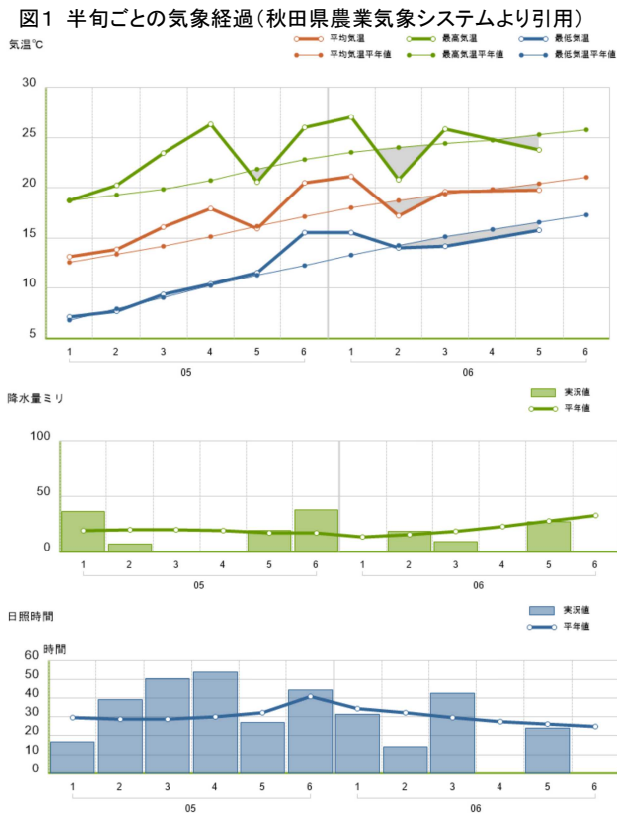 図1 半旬ごとの気象経過(秋田県農業気象システムより引用)
気温℃
平均気温 最高気温 最低気温
平均気温平年値 最高気温平年値 最低気温平年値
30
25
20
15
10
5
1 2 3 4 5 6 1 2 3 4 5 6
05 06
降水量ミリ
実況値
平年値
100
50
0
1 2 3 4 5 6 1 2 3 4 5 6
05 06
日照時間
実況値
平年値
時間
60
50
40
30
20
10
0
1 2 3 4 5 6 1 2 3 4 5 6
05 06